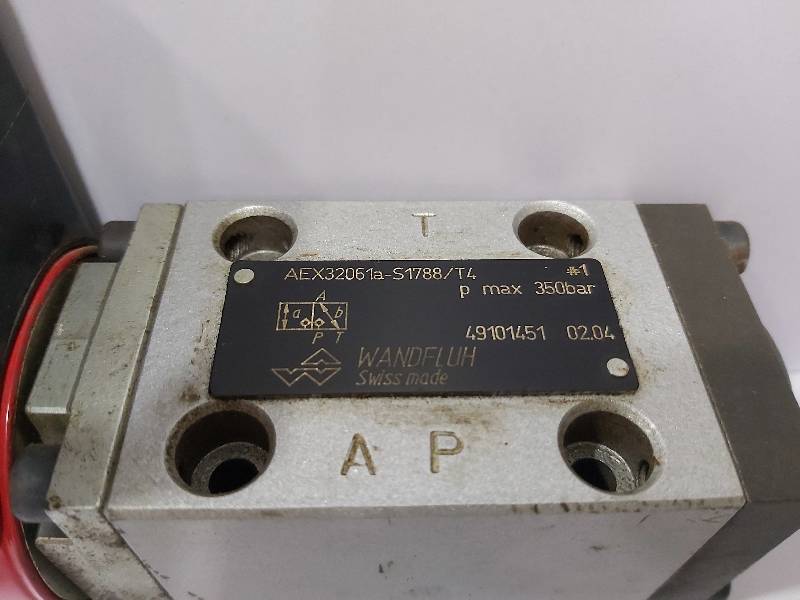 T
AEX32061a-S1788/T4 *1
p max 350bar
A
a b
P T
49101451 02.04
WANDFLUH
Swiss made
A P